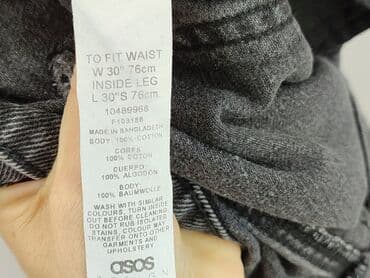 TO FIT WAIST
W 30" 76cm
INSIDE LEG
L 30"S 76cm
10489968
F103186
MADE IN BANGLADESH
BODY: 100% COTTON
CORPS:
100% COTON
CUERPO:
100% ALGODÓN
BODY:
100% BAUMWOLLE
WASH WITH SIMILAR
COLOURS, TURN INSIDE
OUT BEFORE CLEANING
DO NOT RUB ISOLATED
STAINS, COLOUR MAY
TRANSFER ONTO OTHER
GARMENTS AND
UPHOLSTERY
asos